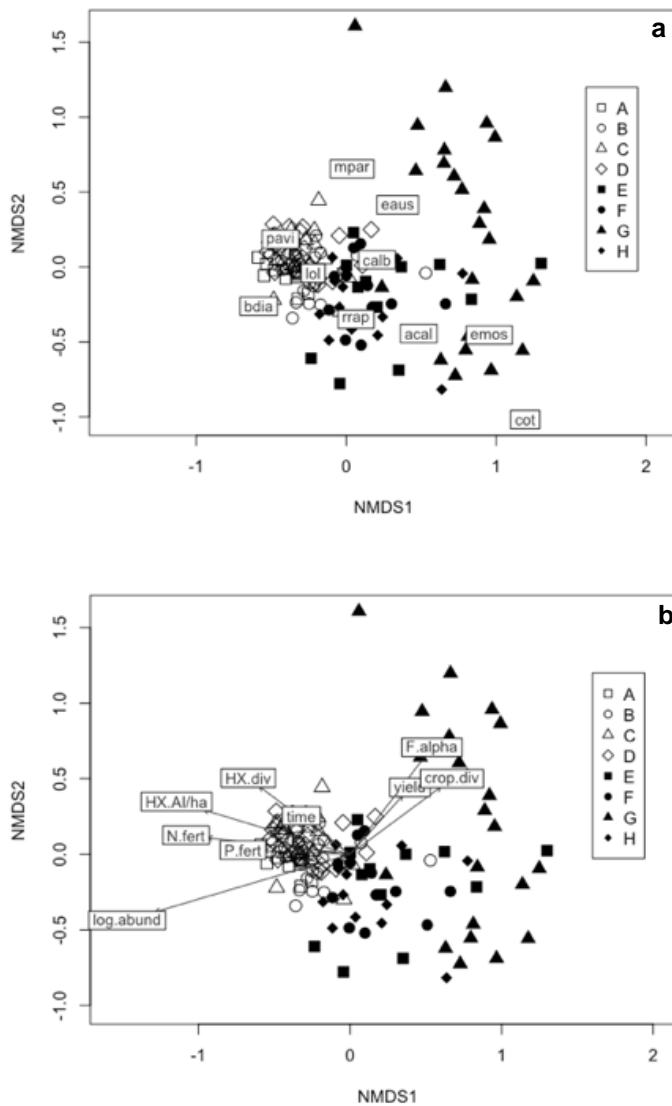 a
1.5
1.0
0.5
0.0
-0.5
-1.0
NMDS2
A
B
C
D
E
F
G
H
mpar
eaus
pavi
calb
lol
bdia
rrap
acal
emos
cot
-1
0
1
2
NMDS1
b
1.5
1.0
0.5
0.0
-0.5
-1.0
NMDS2
A
B
C
D
E
F
G
H
F.alpha
HX.div
yield
crop.div
HX.AI/ha
time
N.fert
P.fert
log.abund
-1
0
1
2
NMDS1